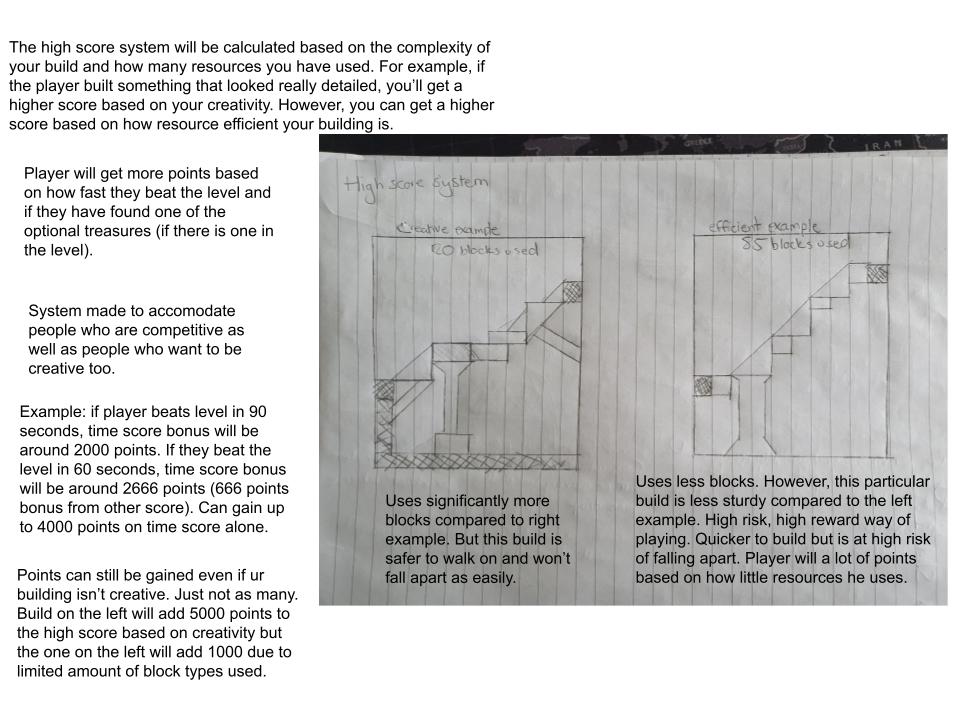 The high score system will be calculated based on the complexity of
your build and how many resources you have used. For example, if
the player built something that looked really detailed, you'll get a
higher score based on your creativity. However, you can get a higher
score based on how resource efficient your building is.
Player will get more points based
on how fast they beat the level and
if they have found one of the
optional treasures (if there is one in
the level).
System made to accomodate
people who are competitive as
well as people who want to be
creative too.
Example: if player beats level in 90
seconds, time score bonus will be
around 2000 points. If they beat the
level in 60 seconds, time score bonus
will be around 2666 points (666 points
bonus from other score). Can gain up
to 4000 points on time score alone.
Points can still be gained even if ur
building isn't creative. Just not as many.
Build on the left will add 5000 points to
the high score based on creativity but
the one on the left will add 1000 due to
limited amount of block types used.
IRAN
High score system
Creative example
blocks used
efficient example
85 blocks used
Uses significantly more
blocks compared to right
example. But this build is
safer to walk on and won't
fall apart as easily.
Uses less blocks. However, this particular
build is less sturdy compared to the left
example. High risk, high reward way of
playing. Quicker to build but is at high risk
of falling apart. Player will a lot of points
based on how little resources he uses.